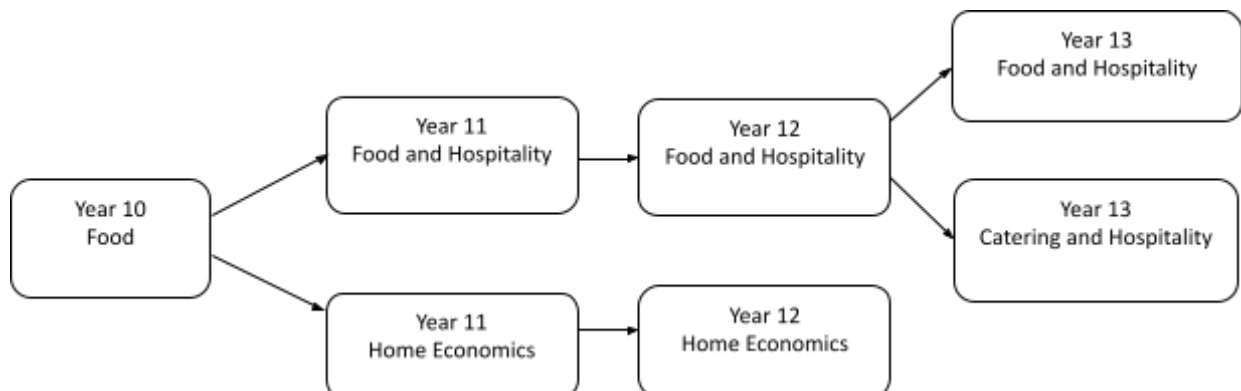 Year 10
Food
Year 11
Food and Hospitality
Year 11
Home Economics
Year 12
Food and Hospitality
Year 12
Home Economics
Year 13
Food and Hospitality
Year 13
Catering and Hospitality